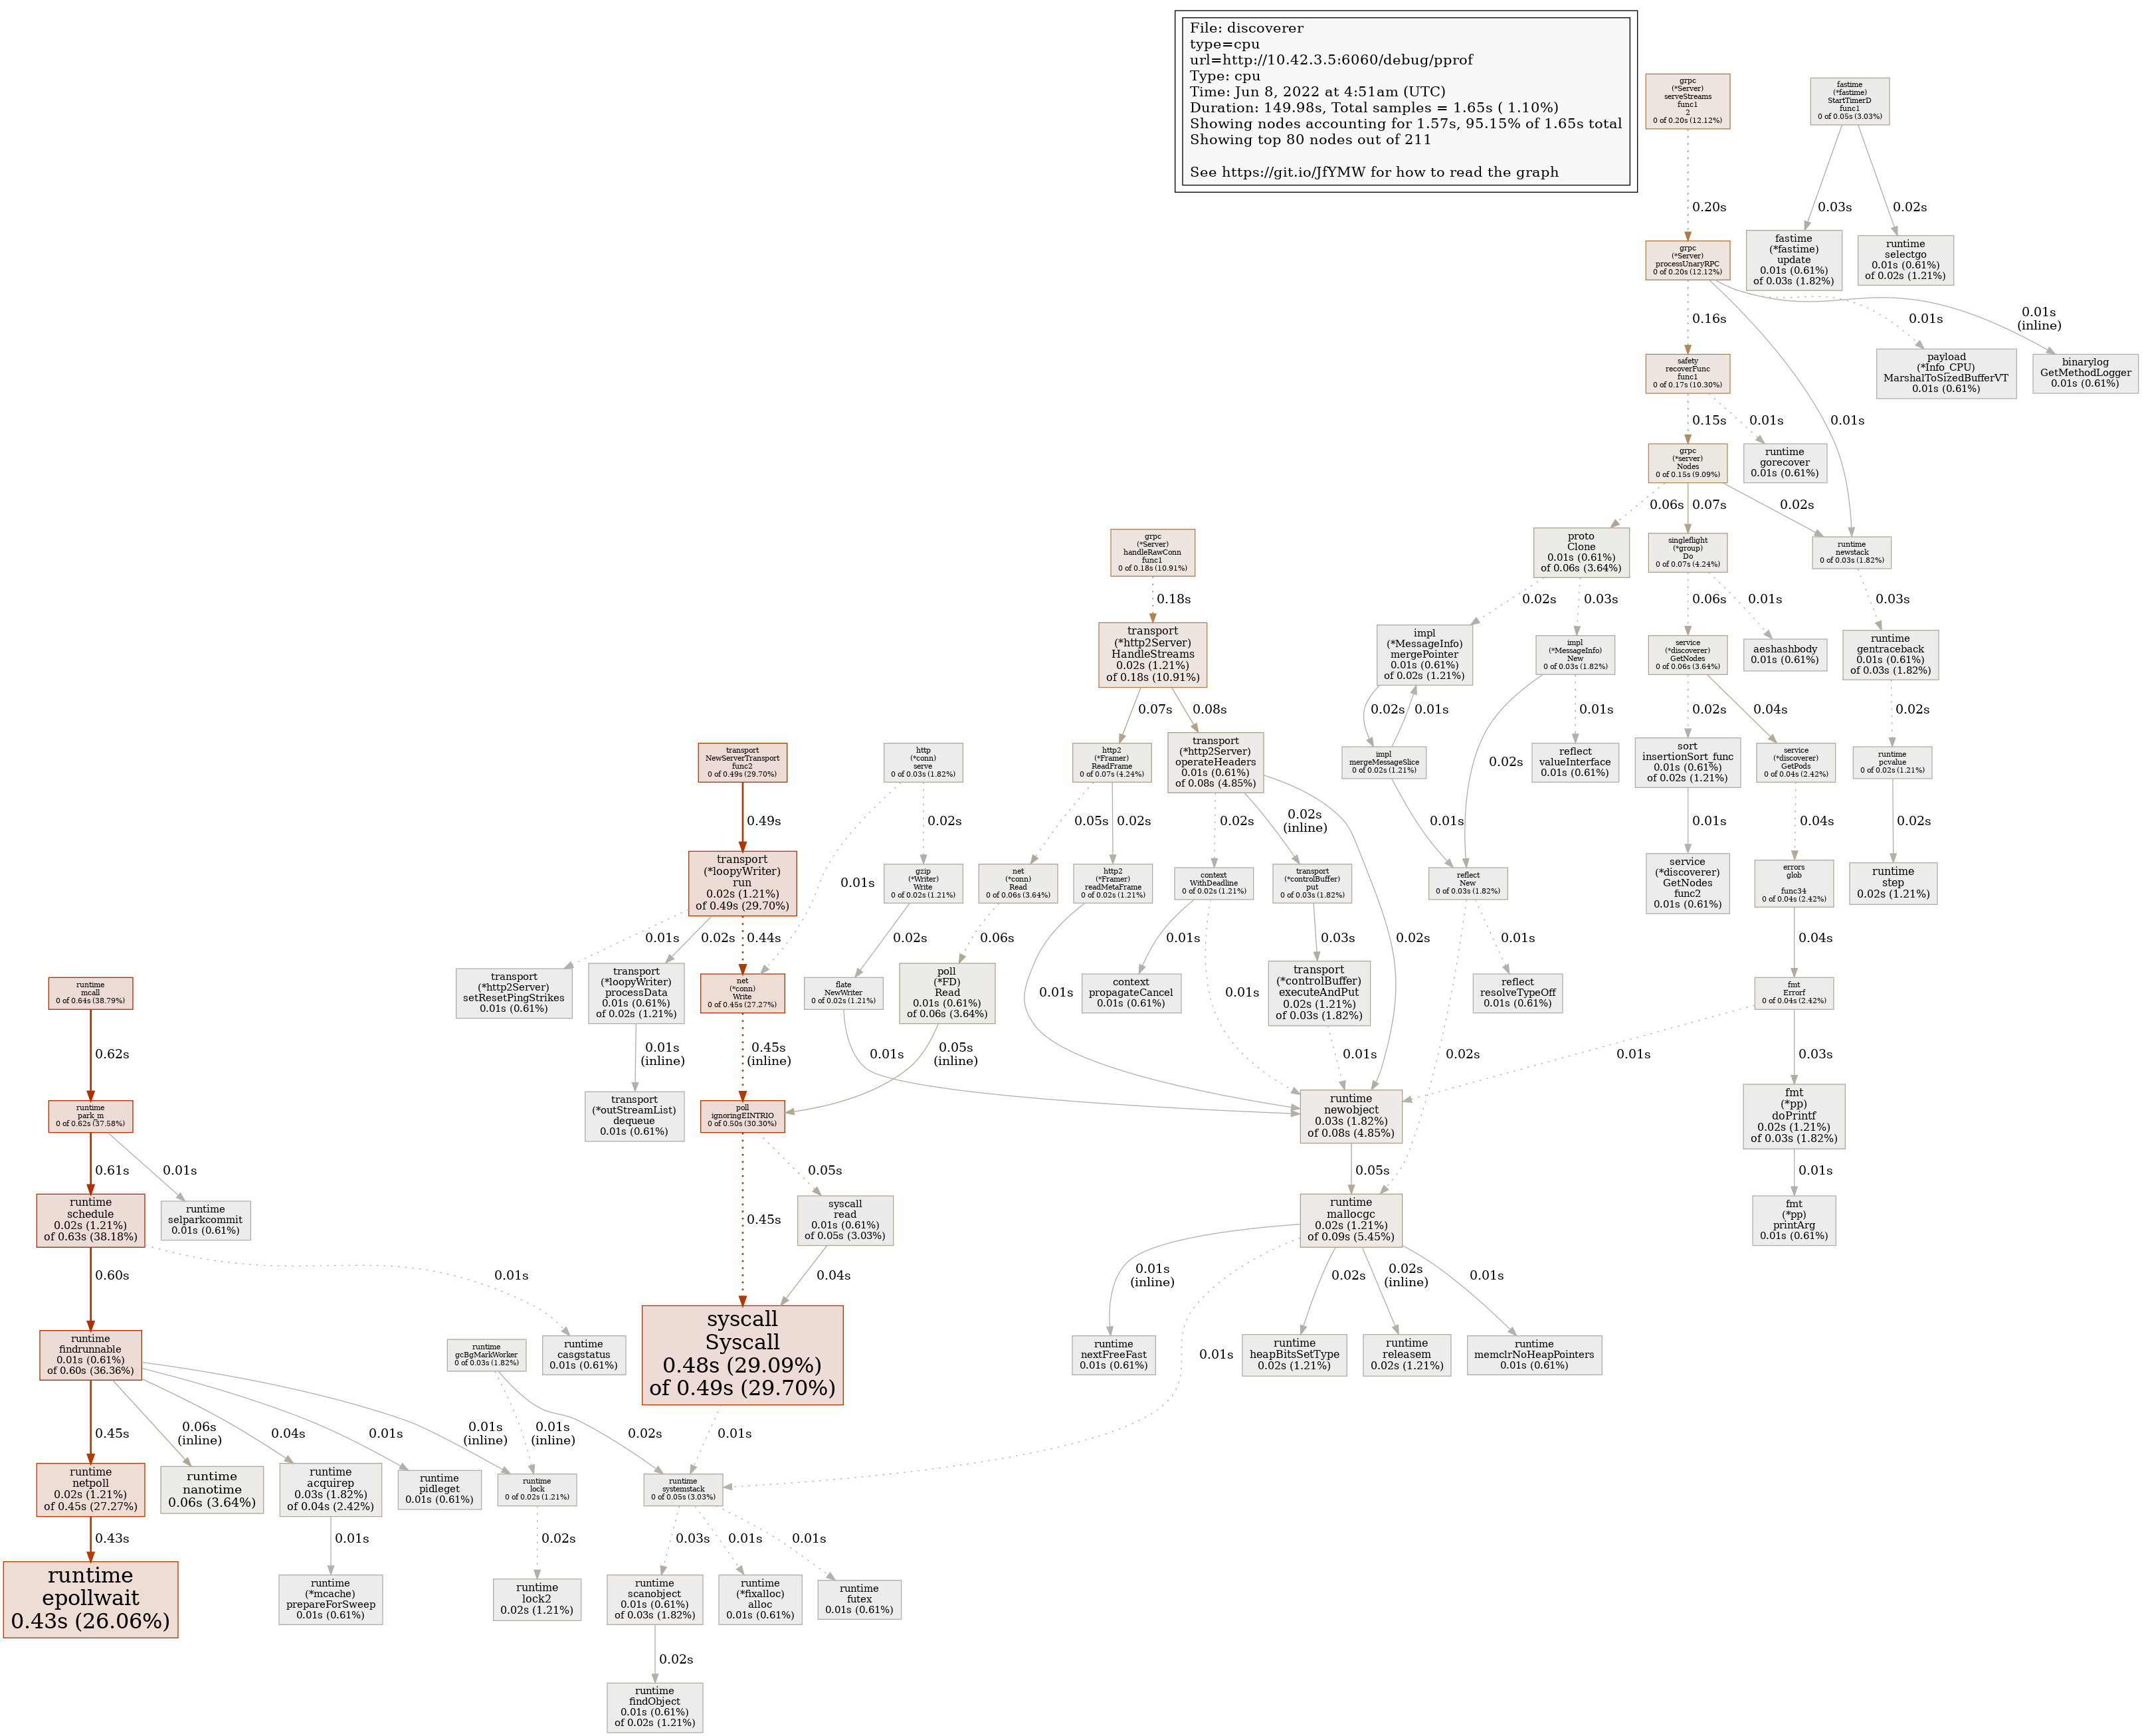 File: discoverer
type=cpu
url=http://10.42.3.5:6060/debug/pprof
Type: cpu
Time: Jun 8, 2022 at 4:51am (UTC)
Duration: 149.98s, Total samples = 1.65s ( 1.10%)
Showing nodes accounting for 1.57s, 95.15% of 1.65s total
Showing top 80 nodes out of 211
See https://git.io/JfYMW for how to read the graph
grpc
(*Server)
serveStreams
func1
2
0 of 0.20s (12.12%)
fastime
(*fastime)
StartTimerD
func1
0 of 0.05s (3.03%)
0.20s
0.03s
0.02s
grpc
(*Server)
processUnaryRPC
0 of 0.20s (12.12%)
fastime
(*fastime)
update
0.01s (0.61%)
of 0.03s (1.82%)
runtime
selectgo
0.01s (0.61%)
of 0.02s (1.21%)
0.16s
0.01s
0.01s
(inline)
0.01s
safety
recoverFunc
func1
0 of 0.17s (10.30%)
payload
(*Info_CPU)
MarshalToSizedBufferVT
0.01s (0.61%)
binarylog
GetMethodLogger
0.01s (0.61%)
0.15s
0.01s
grpc
(*server)
Nodes
0 of 0.15s (9.09%)
runtime
gorecover
0.01s (0.61%)
0.06s
0.07s
0.02s
grpc
(*Server)
handleRawConn
func1
0 of 0.18s (10.91%)
proto
Clone
0.01s (0.61%)
of 0.06s (3.64%)
singleflight
(*group)
Do
0 of 0.07s (4.24%)
runtime
newstack
0 of 0.03s (1.82%)
0.18s
0.02s
0.03s
0.06s
0.01s
0.03s
transport
(*http2Server)
HandleStreams
0.02s (1.21%)
of 0.18s (10.91%)
impl
(*MessageInfo)
mergePointer
0.01s (0.61%)
of 0.02s (1.21%)
impl
(*MessageInfo)
New
0 of 0.03s (1.82%)
service
(*discoverer)
GetNodes
0 of 0.06s (3.64%)
aeshashbody
0.01s (0.61%)
runtime
gentraceback
0.01s (0.61%)
of 0.03s (1.82%)
0.07s
0.08s
0.02s
0.01s
0.02s
0.01s
0.02s
0.04s
0.02s
transport
NewServerTransport
func2
0 of 0.49s (29.70%)
http
(*conn)
serve
0 of 0.03s (1.82%)
http2
(*Framer)
ReadFrame
0 of 0.07s (4.24%)
transport
(*http2Server)
operateHeaders
0.01s (0.61%)
of 0.08s (4.85%)
impl
mergeMessageSlice
0 of 0.02s (1.21%)
reflect
valueInterface
0.01s (0.61%)
sort
insertionSort_func
0.01s (0.61%)
of 0.02s (1.21%)
service
(*discoverer)
GetPods
0 of 0.04s (2.42%)
runtime
pcvalue
0 of 0.02s (1.21%)
0.49s
0.01s
0.02s
0.05s
0.02s
0.02s
0.02s
(inline)
0.02s
0.01s
0.01s
0.04s
0.02s
transport
(*loopyWriter)
run
0.02s (1.21%)
of 0.49s (29.70%)
gzip
(*Writer)
Write
0 of 0.02s (1.21%)
net
(*conn)
Read
0 of 0.06s (3.64%)
http2
(*Framer)
readMetaFrame
0 of 0.02s (1.21%)
context
WithDeadline
0 of 0.02s (1.21%)
transport
(*controlBuffer)
put
0 of 0.03s (1.82%)
reflect
New
0 of 0.03s (1.82%)
service
(*discoverer)
GetNodes
func2
0.01s (0.61%)
errors
glob
func34
0 of 0.04s (2.42%)
runtime
step
0.02s (1.21%)
0.01s
0.02s
0.44s
0.02s
0.06s
0.01s
0.01s
0.01s
0.03s
0.02s
0.01s
0.04s
runtime
mcall
0 of 0.64s (38.79%)
transport
(*http2Server)
setResetPingStrikes
0.01s (0.61%)
transport
(*loopyWriter)
processData
0.01s (0.61%)
of 0.02s (1.21%)
net
(*conn)
Write
0 of 0.45s (27.27%)
flate
NewWriter
0 of 0.02s (1.21%)
poll
(*FD)
Read
0.01s (0.61%)
of 0.06s (3.64%)
context
propagateCancel
0.01s (0.61%)
transport
(*controlBuffer)
executeAndPut
0.02s (1.21%)
of 0.03s (1.82%)
reflect
resolveTypeOff
0.01s (0.61%)
fmt
Errorf
0 of 0.04s (2.42%)
0.62s
0.01s
(inline)
0.45s
(inline)
0.01s
0.05s
(inline)
0.01s
0.02s
0.01s
0.03s
runtime
park_m
0 of 0.62s (37.58%)
transport
(*outStreamList)
dequeue
0.01s (0.61%)
poll
ignoringEINTRIO
0 of 0.50s (30.30%)
runtime
newobject
0.03s (1.82%)
of 0.08s (4.85%)
fmt
(*pp)
doPrintf
0.02s (1.21%)
of 0.03s (1.82%)
0.61s
0.01s
0.45s
0.05s
0.05s
0.01s
runtime
schedule
0.02s (1.21%)
of 0.63s (38.18%)
runtime
selparkcommit
0.01s (0.61%)
syscall
read
0.01s (0.61%)
of 0.05s (3.03%)
runtime
mallocgc
0.02s (1.21%)
of 0.09s (5.45%)
fmt
(*pp)
printArg
0.01s (0.61%)
0.60s
0.01s
0.04s
0.01s
(inline)
0.01s
0.02s
0.02s
(inline)
0.01s
runtime
findrunnable
0.01s (0.61%)
of 0.60s (36.36%)
runtime
gcBgMarkWorker
0 of 0.03s (1.82%)
runtime
casgstatus
0.01s (0.61%)
syscall
Syscall
0.48s (29.09%)
of 0.49s (29.70%)
runtime
nextFreeFast
0.01s (0.61%)
runtime
heapBitsSetType
0.02s (1.21%)
runtime
releasem
0.02s (1.21%)
runtime
memclrNoHeapPointers
0.01s (0.61%)
0.45s
0.06s
(inline)
0.04s
0.01s
0.01s
(inline)
0.01s
(inline)
0.02s
0.01s
runtime
netpoll
0.02s (1.21%)
of 0.45s (27.27%)
runtime
nanotime
0.06s (3.64%)
runtime
acquirep
0.03s (1.82%)
of 0.04s (2.42%)
runtime
pidleget
0.01s (0.61%)
runtime
lock
0 of 0.02s (1.21%)
runtime
systemstack
0 of 0.05s (3.03%)
0.43s
0.01s
0.02s
0.03s
0.01s
0.01s
runtime
epollwait
0.43s (26.06%)
runtime
(*mcache)
prepareForSweep
0.01s (0.61%)
runtime
lock2
0.02s (1.21%)
runtime
scanobject
0.01s (0.61%)
of 0.03s (1.82%)
runtime
(*fixalloc)
alloc
0.01s (0.61%)
runtime
futex
0.01s (0.61%)
0.02s
runtime
findObject
0.01s (0.61%)
of 0.02s (1.21%)